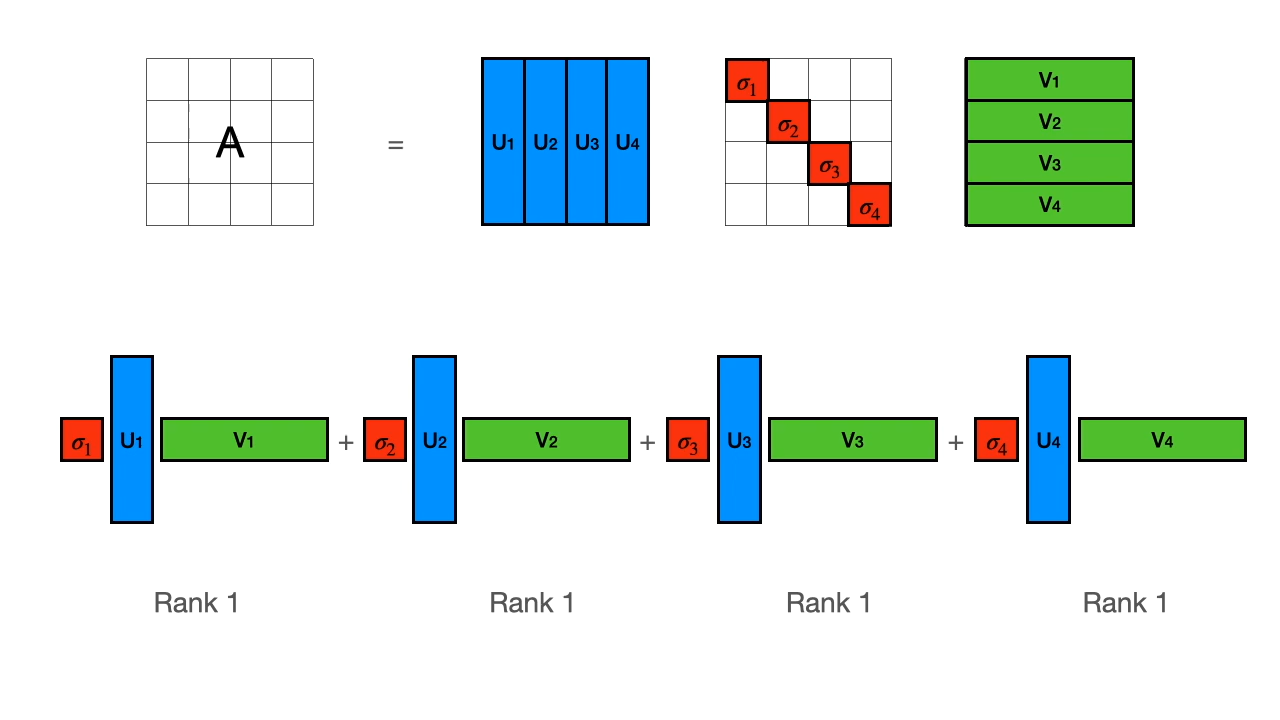 A = U1 U2 U3 U4 σ1 σ2 σ3 σ4 V1
V2
V3
V4
σ1 U1 V1 + σ2 U2 V2 + σ3 U3 V3 + σ4 U4 V4
Rank 1 Rank 1 Rank 1 Rank 1